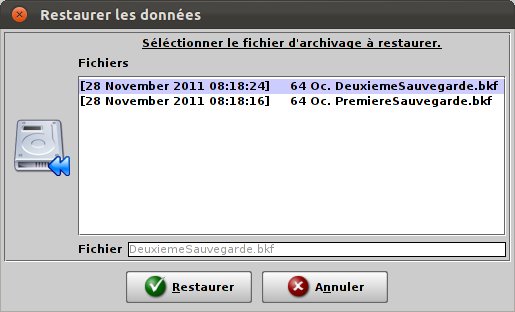 Restaurer les données
Séléctionner le fichier d'archivage à restaurer.
Fichiers
[28 November 2011 08:18:24] 64 Oc. DeuxiemeSauvegarde.bkf
[28 November 2011 08:18:16] 64 Oc. PremiereSauvegarde.bkf
Fichier DeuxiemeSauvegarde.bkf
Restaurer Annuler